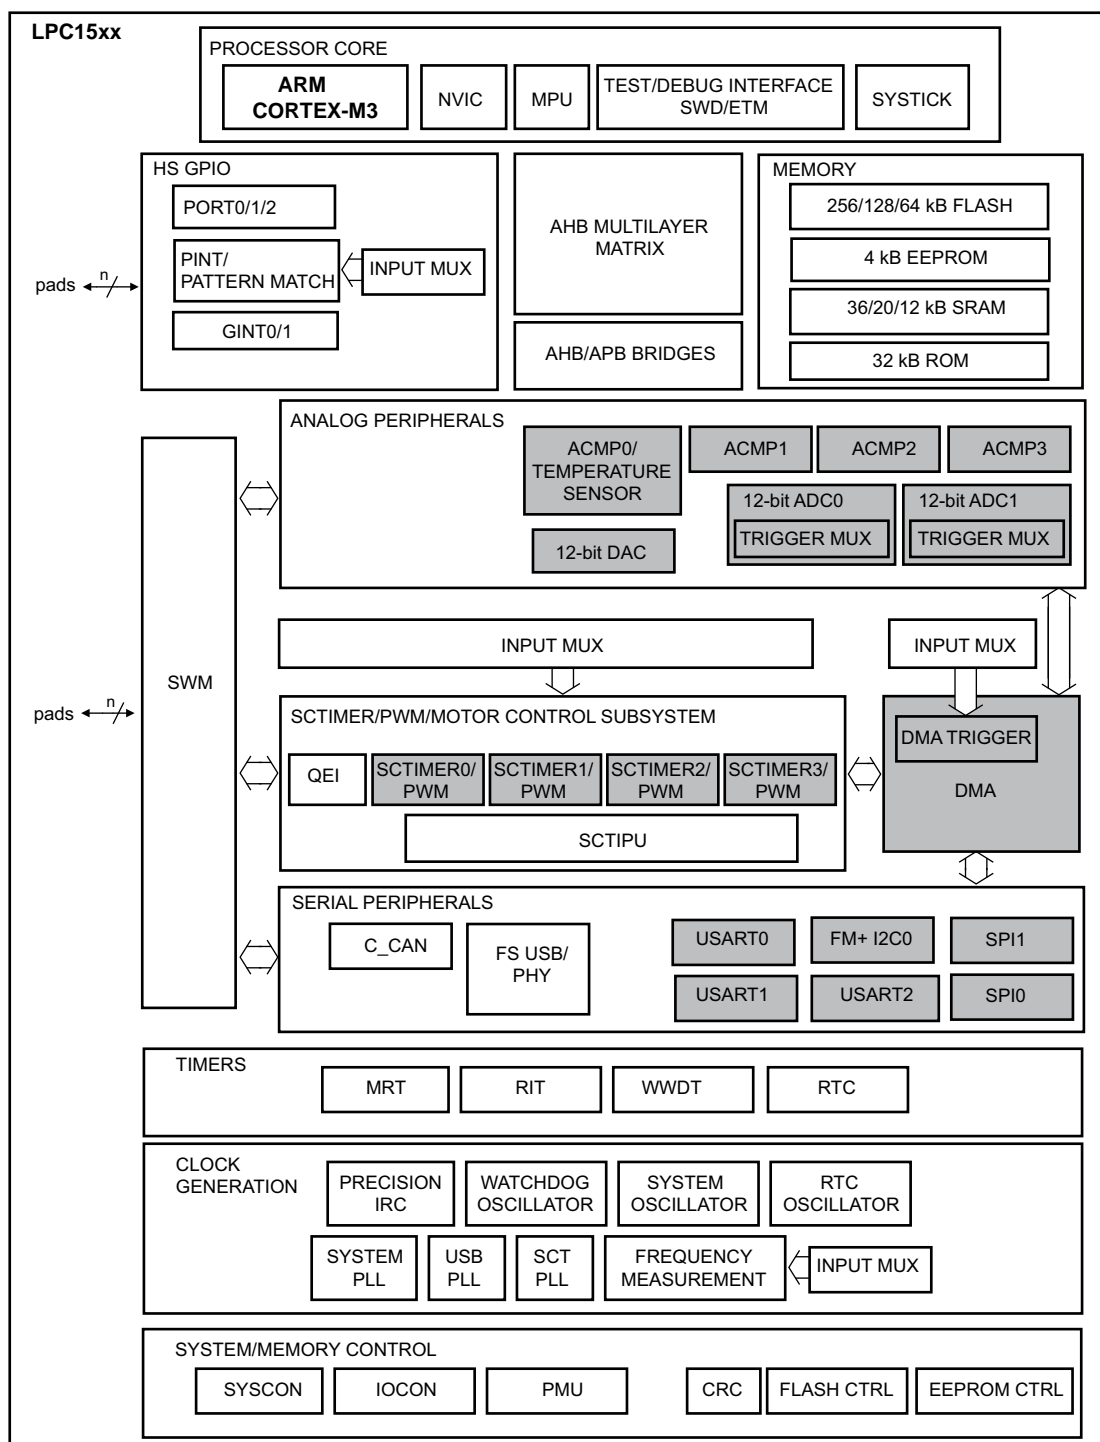 LPC15xx
PROCESSOR CORE
ARM
CORTEX-M3
NVIC
MPU
TEST/DEBUG INTERFACE
SWD/ETM
SYSTICK
HS GPIO
PORT0/1/2
PINT/
PATTERN MATCH
INPUT MUX
GINT0/1
pads
n
AHB MULTILAYER
MATRIX
AHB/APB BRIDGES
MEMORY
256/128/64 kB FLASH
4 kB EEPROM
36/20/12 kB SRAM
32 kB ROM
ANALOG PERIPHERALS
ACMP0/
TEMPERATURE
SENSOR
ACMP1
ACMP2
ACMP3
12-bit DAC
12-bit ADC0
TRIGGER MUX
12-bit ADC1
TRIGGER MUX
SWM
pads
n
INPUT MUX
INPUT MUX
SCTIMER/PWM/MOTOR CONTROL SUBSYSTEM
QEI
SCTIMER0/
PWM
SCTIMER1/
PWM
SCTIMER2/
PWM
SCTIMER3/
PWM
SCTIPU
DMA TRIGGER
DMA
SERIAL PERIPHERALS
C_CAN
FS USB/
PHY
USART0
FM+ I2C0
SPI1
USART1
USART2
SPI0
TIMERS
MRT
RIT
WWDT
RTC
CLOCK
GENERATION
PRECISION
IRC
WATCHDOG
OSCILLATOR
SYSTEM
OSCILLATOR
RTC
OSCILLATOR
SYSTEM
PLL
USB
PLL
SCT
PLL
FREQUENCY
MEASUREMENT
INPUT MUX
SYSTEM/MEMORY CONTROL
SYSCON
IOCON
PMU
CRC
FLASH CTRL
EEPROM CTRL